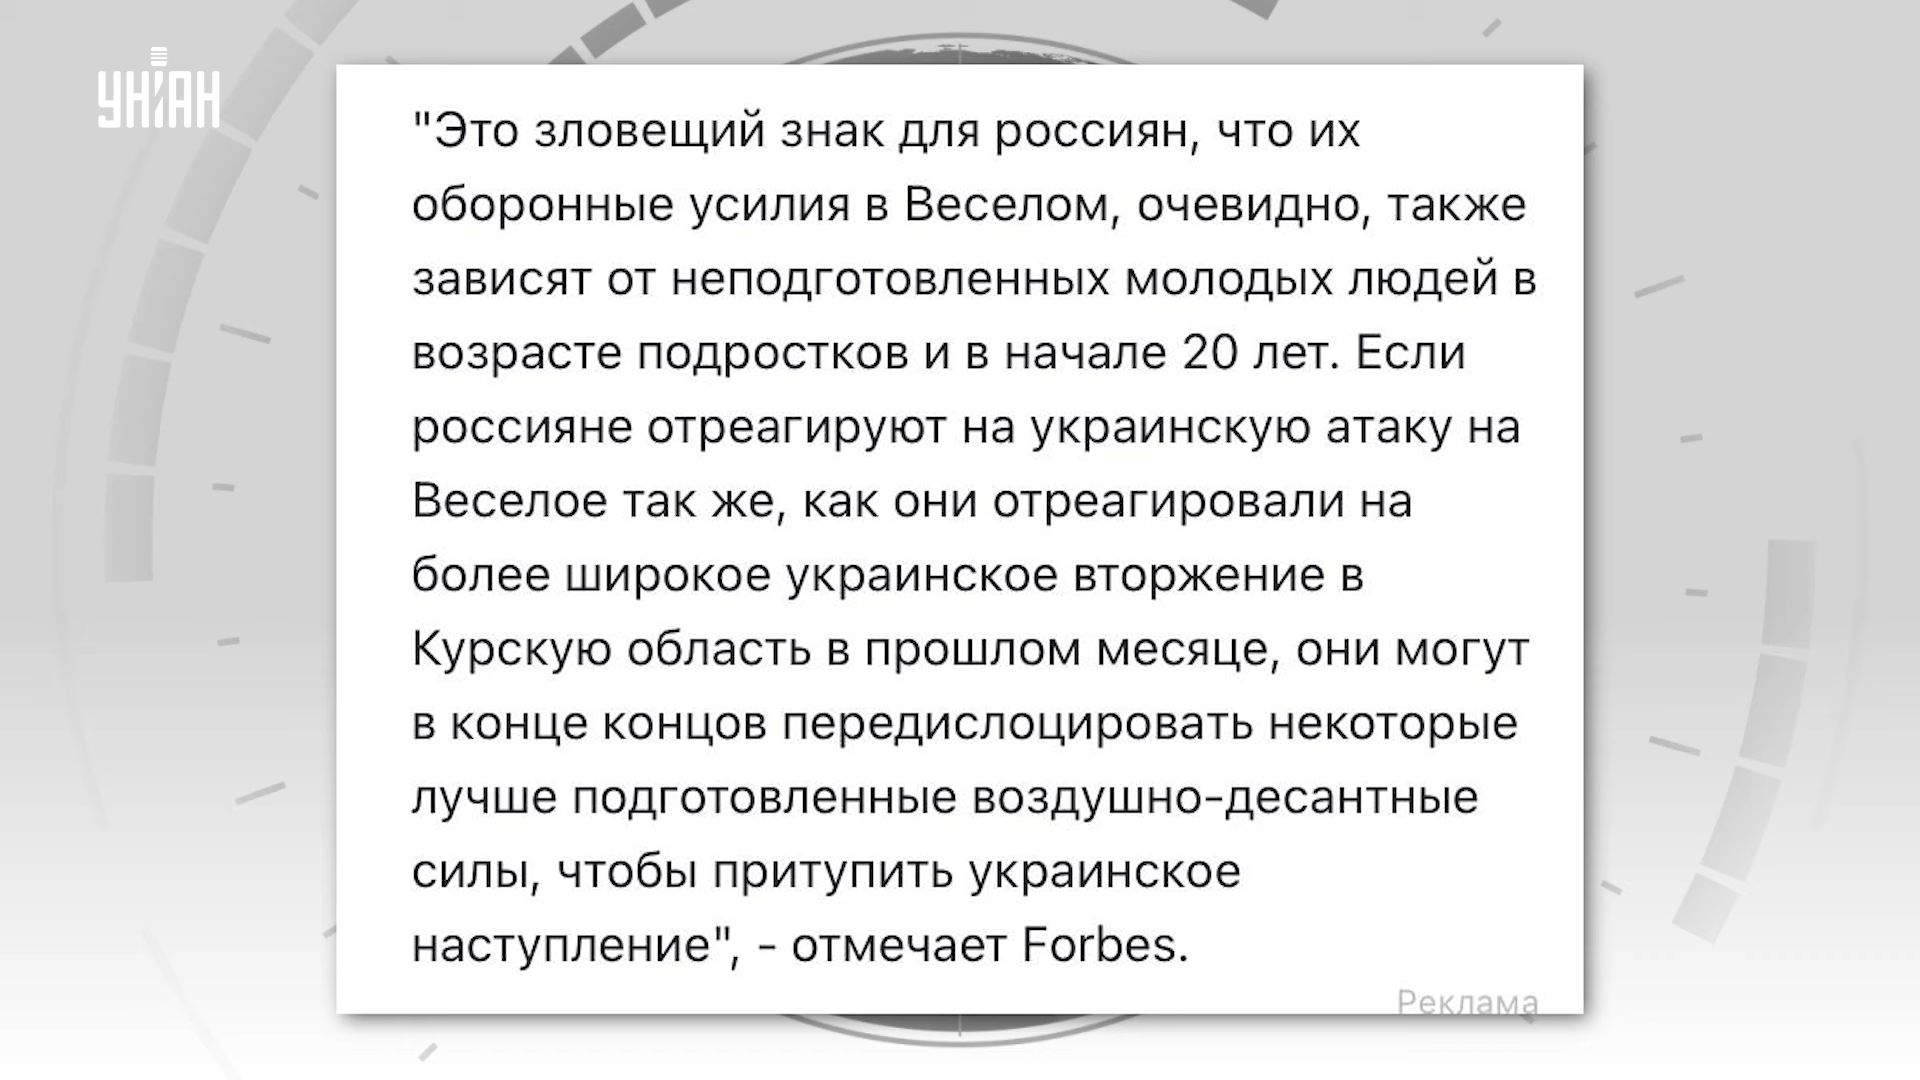 УНІАН
"Это зловещий знак для россиян, что их
оборонные усилия в Веселом, очевидно, также
зависят от неподготовленных молодых людей в
возрасте подростков и в начале 20 лет. Если
россияне отреагируют на украинскую атаку на
Веселое так же, как они отреагировали на
более широкое украинское вторжение в
Курскую область в прошлом месяце, они могут
в конце концов передислоцировать некоторые
лучше подготовленные воздушно-десантные
силы, чтобы притупить украинское
наступление", - отмечает Forbes.
Реклама